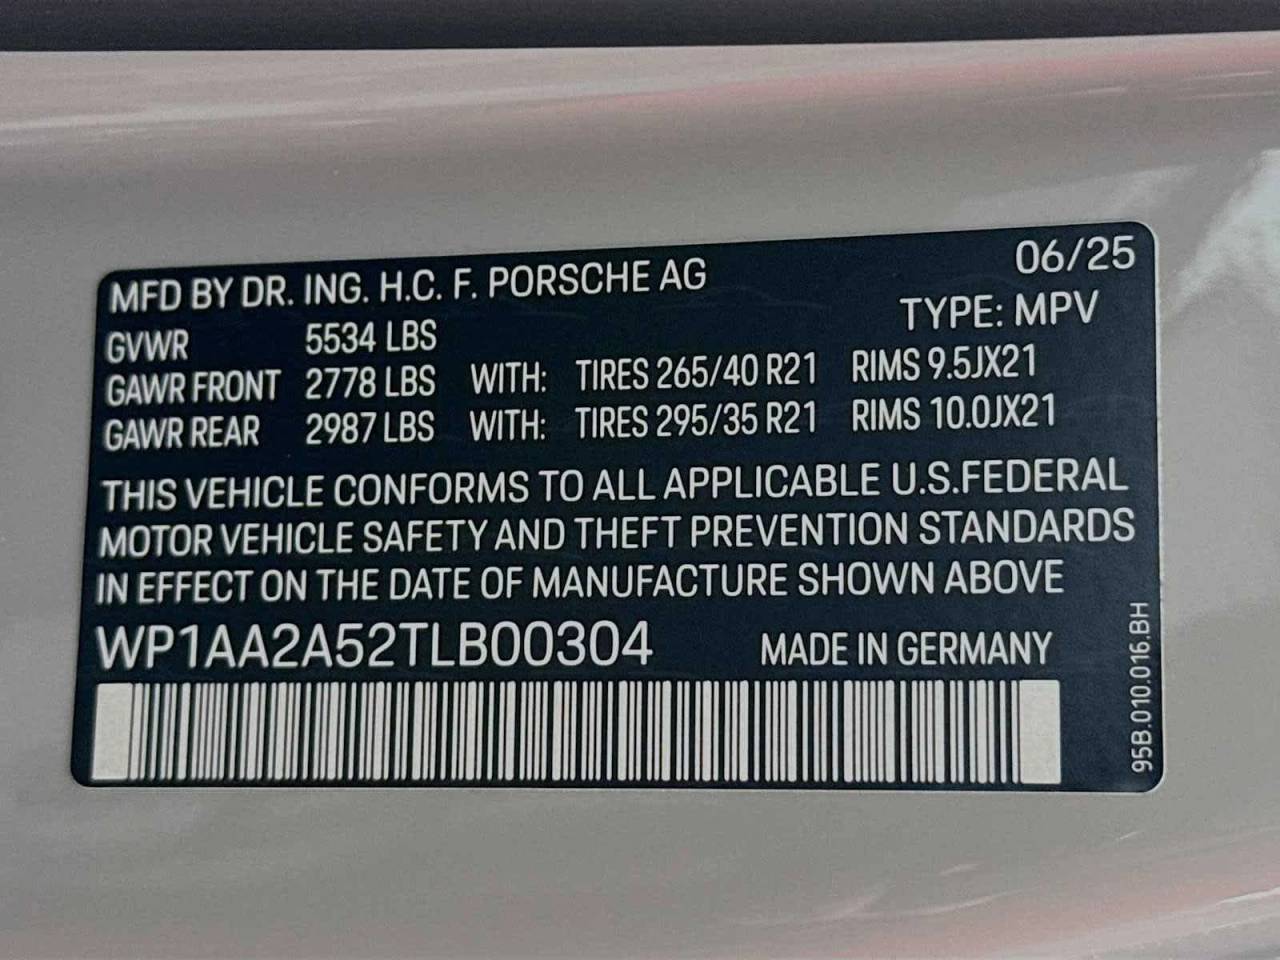 MFD BY DR. ING. H.C. F. PORSCHE AG 06/25
TYPE: MPV
GVWR 5534 LBS
GAWR FRONT 2778 LBS WITH: TIRES 265/40 R21 RIMS 9.5JX21
GAWR REAR 2987 LBS WITH: TIRES 295/35 R21 RIMS 10.0JX21
THIS VEHICLE CONFORMS TO ALL APPLICABLE U.S.FEDERAL
MOTOR VEHICLE SAFETY AND THEFT PREVENTION STANDARDS
IN EFFECT ON THE DATE OF MANUFACTURE SHOWN ABOVE
WP1AA2A52TLB00304 MADE IN GERMANY
95B.010.016.BH